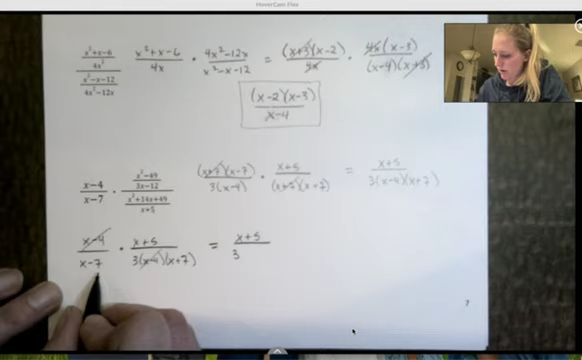 HoverCam Flex
(x²+x-6)/(4x²) / (x²-x-12)/(4x²-12x)   (x²+x-6)/(4x) · (4x²-12x)/(x²-x-12) = (x+3)(x-2)/4x · 4x(x-3)/(x-4)(x+3)
(x-2)(x-3)/(x-4)
(x-4)/(x-7) · (x²-49)/(3x-12) / (x²+14x+49)/(x+5)   (x+7)(x-7)/3(x-4) · (x+5)/(x+7)(x+7) = (x+5)/3(x-4)(x+7)
(x-4)/(x-7) · (x+5)/3(x-4)(x+7) = (x+5)/3
7